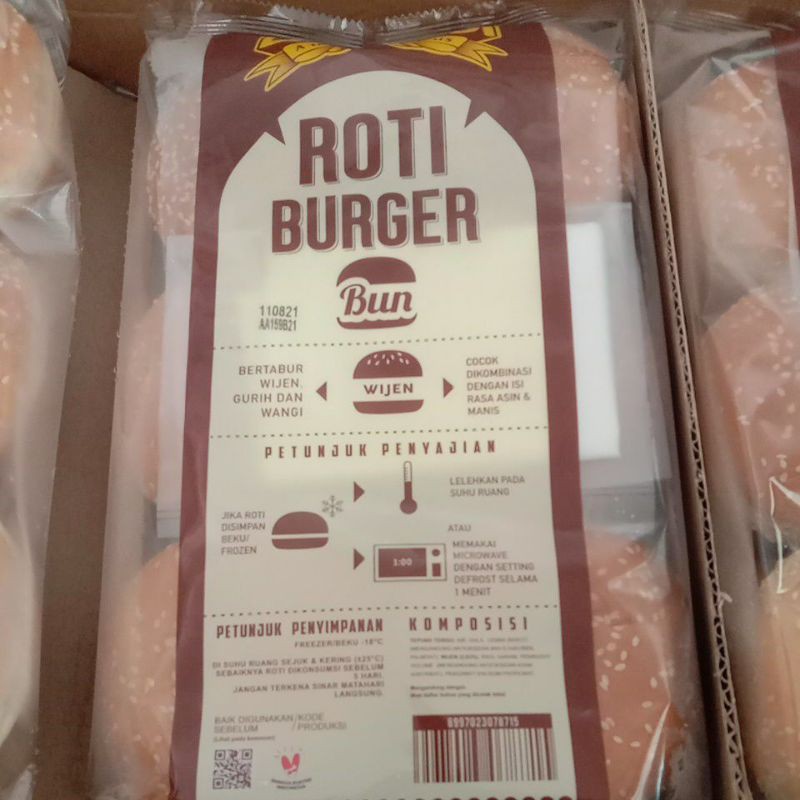 ROTI
BURGER
Bun
110821
AA159B21
BERTABUR
WIJEN,
GURIH DAN
WANGI
WIJEN
COCOK
DIKOMBINASI
DENGAN ISI
RASA ASIN &
MANIS
PETUNJUK PENYAJIAN
JIKA ROTI
DISIMPAN
BEKU/
FROZEN
LELEHKAN PADA
SUHU RUANG
ATAU
1:00
MEMAKAI
MICROWAVE
DENGAN SETTING
DEFROST SELAMA
1 MENIT
PETUNJUK PENYIMPANAN
FREEZER/BEKU -18°C
DI SUHU RUANG SEJUK & KERING (±25°C)
SEBAIKNYA ROTI DIKONSUMSI SEBELUM
5 HARI.
JANGAN TERKENA SINAR MATAHARI
LANGSUNG.
BAIK DIGUNAKAN/KODE
SEBELUM /PRODUKSI
KOMPOSISI
8997023078715